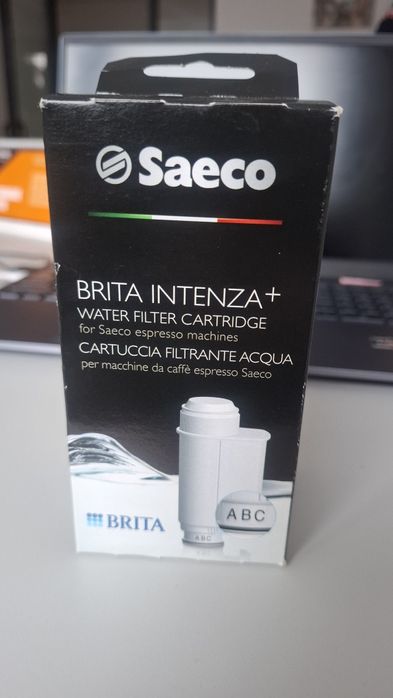 Saeco
BRITA INTENZA+
WATER FILTER CARTRIDGE
for Saeco espresso machines
CARTUCCIA FILTRANTE ACQUA
per macchine da caffè espresso Saeco
ABC
BRITA
ABC